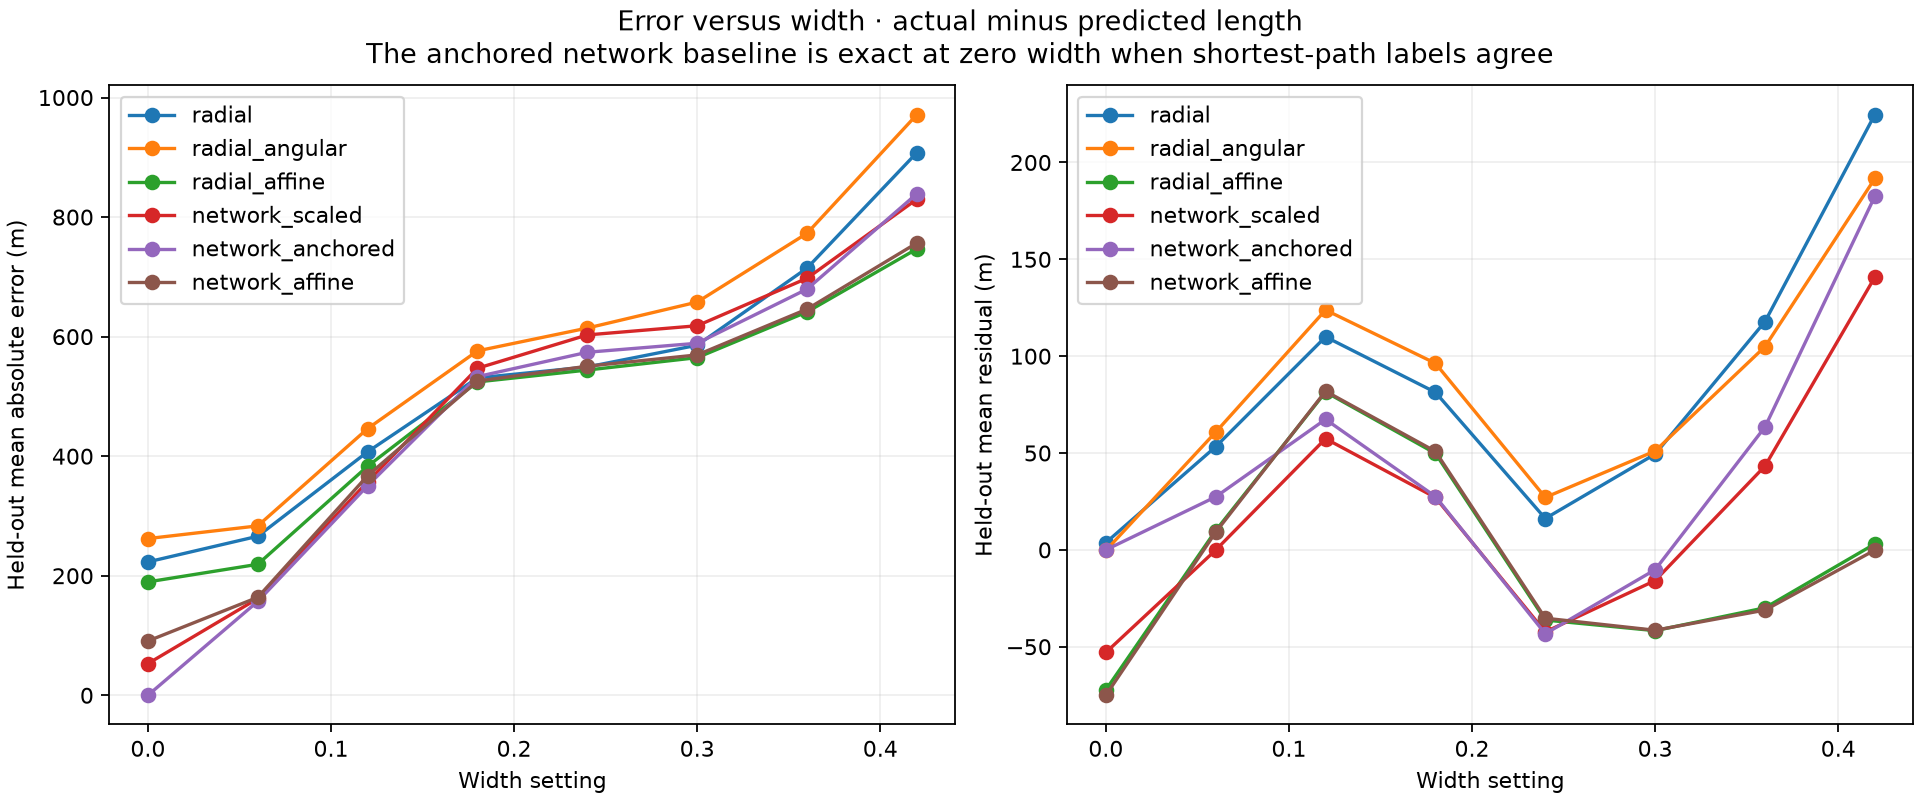 Error versus width · actual minus predicted length
The anchored network baseline is exact at zero width when shortest-path labels agree
Held-out mean absolute error (m)
1000
800
600
400
200
0
radial
radial_angular
radial_affine
network_scaled
network_anchored
network_affine
0.0
0.1
0.2
0.3
0.4
Width setting
Held-out mean residual (m)
200
150
100
50
0
−50
radial
radial_angular
radial_affine
network_scaled
network_anchored
network_affine
0.0
0.1
0.2
0.3
0.4
Width setting